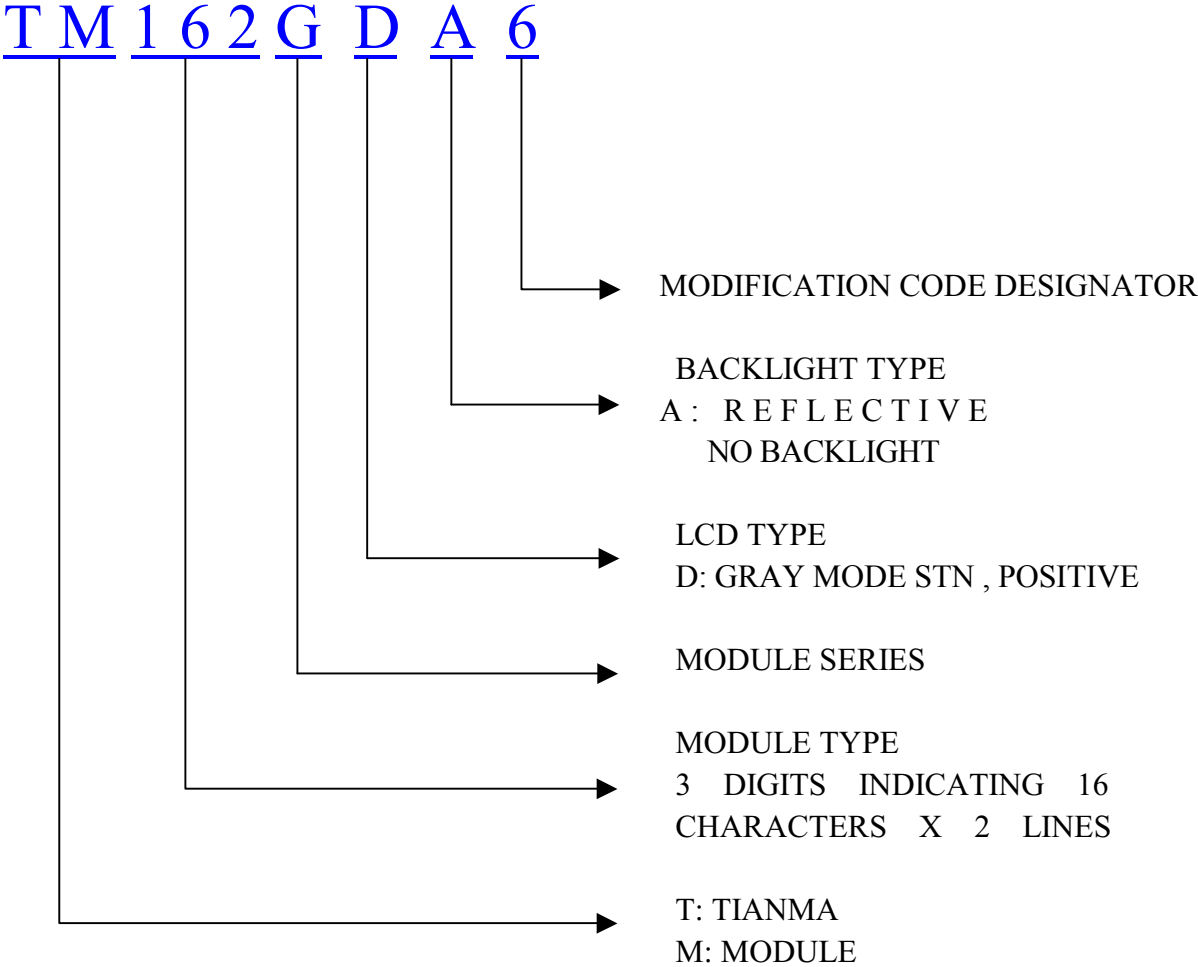 T M 1 6 2 G D A 6
MODIFICATION CODE DESIGNATOR
BACKLIGHT TYPE
A : R E F L E C T I V E
NO BACKLIGHT
LCD TYPE
D: GRAY MODE STN , POSITIVE
MODULE SERIES
MODULE TYPE
3 DIGITS INDICATING 16
CHARACTERS X 2 LINES
T: TIANMA
M: MODULE